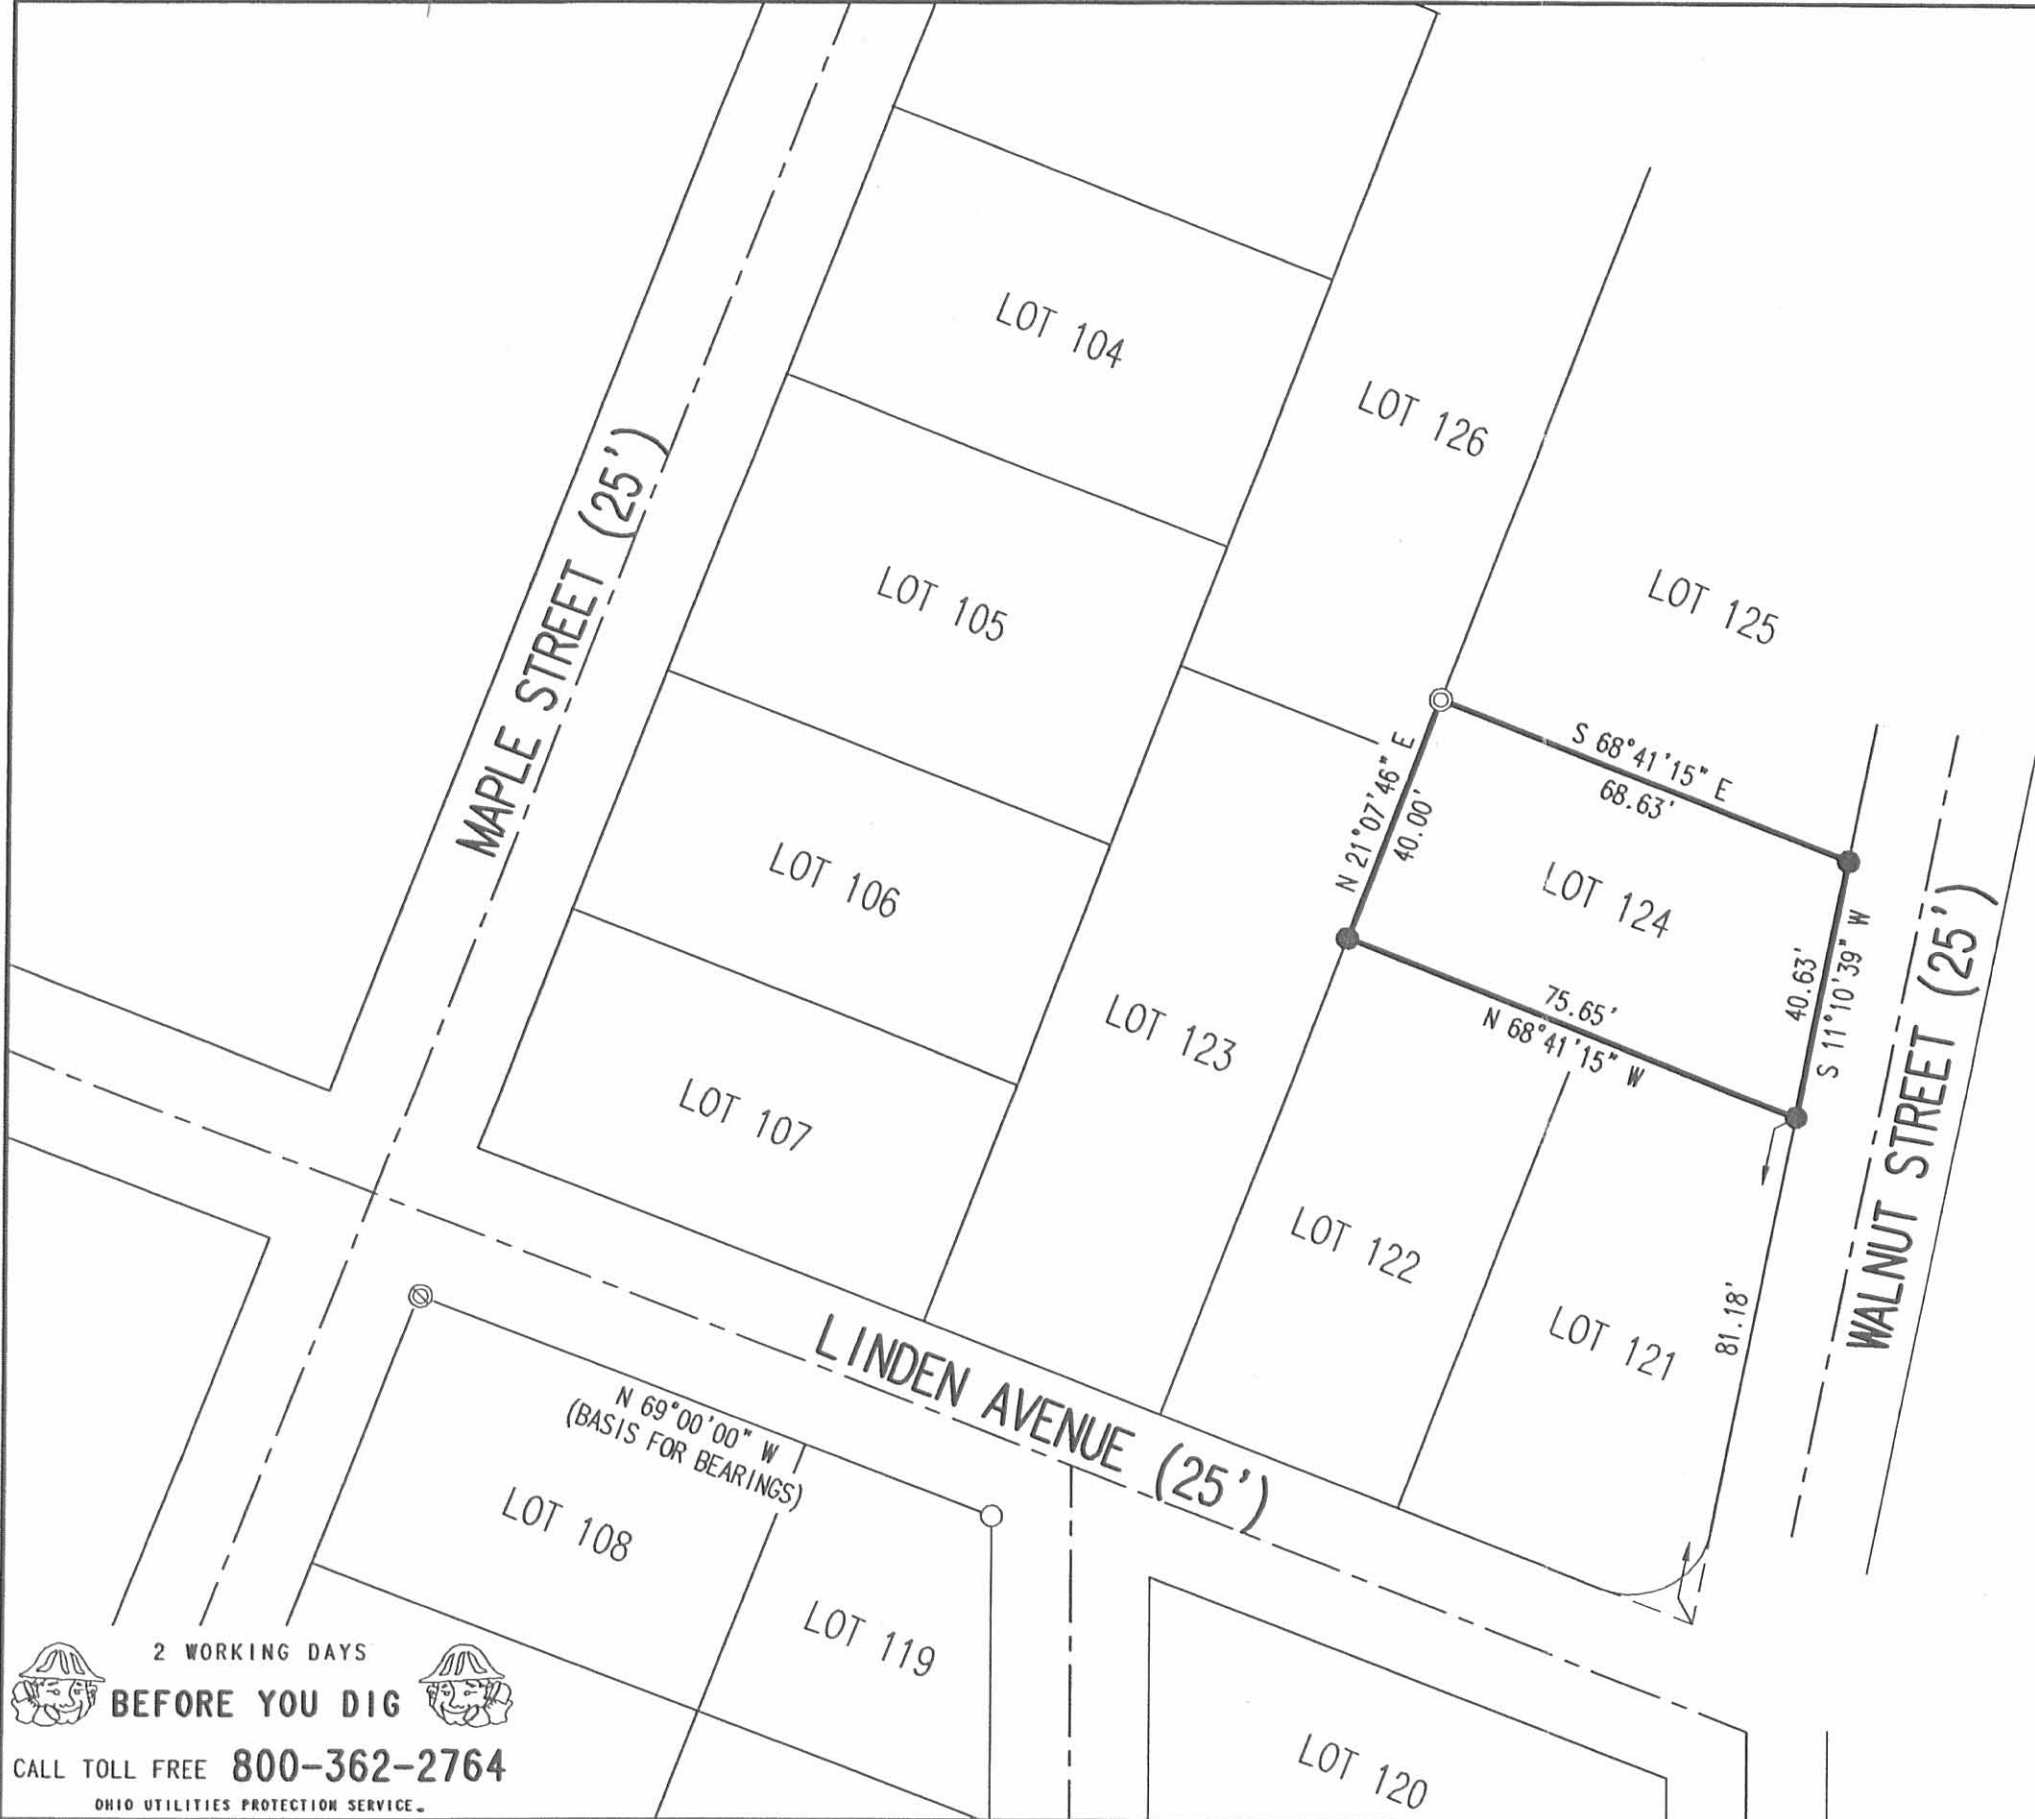 LOT 104
LOT 126
MAPLE STREET (25')
LOT 105
LOT 125
S 68°41'15" E
68.63'
N 21°07'46" E
40.00'
LOT 106
LOT 124
40.63'
S 11°10'39" W
WALNUT STREET (25')
75.65'
N 68°41'15" W
LOT 123
LOT 107
LOT 122
LOT 121
81.18'
LINDEN AVENUE (25')
N 69°00'00" W
(BASIS FOR BEARINGS)
LOT 108
LOT 119
LOT 120
2 WORKING DAYS
BEFORE YOU DIG
CALL TOLL FREE 800-362-2764
OHIO UTILITIES PROTECTION SERVICE.